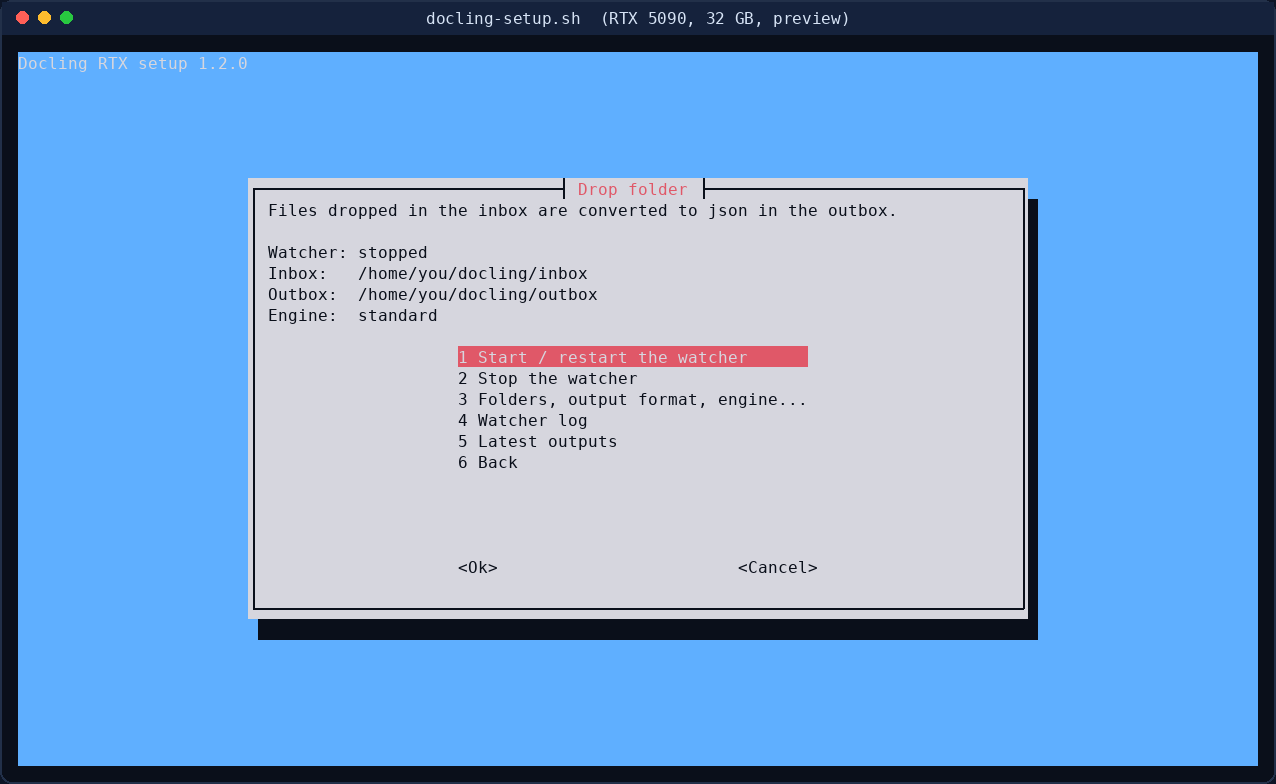 docling-setup.sh  (RTX 5090, 32 GB, preview)
Docling RTX setup 1.2.0
Drop folder
Files dropped in the inbox are converted to json in the outbox.
Watcher: stopped
Inbox:   /home/you/docling/inbox
Outbox:  /home/you/docling/outbox
Engine:  standard
1 Start / restart the watcher
2 Stop the watcher
3 Folders, output format, engine...
4 Watcher log
5 Latest outputs
6 Back
<Ok>                        <Cancel>